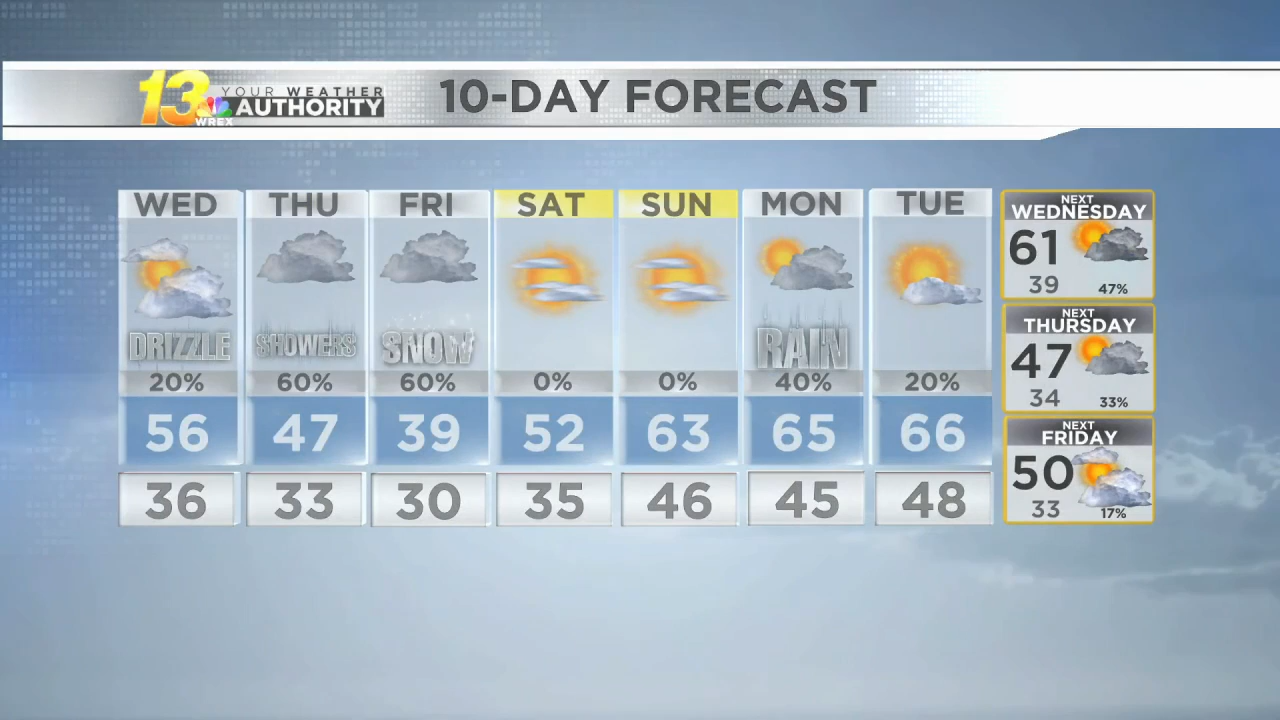 13 YOUR WEATHER
AUTHORITY
WREX
10-DAY FORECAST
WED THU FRI SAT SUN MON TUE
DRIZZLE SHOWERS SNOW RAIN
20% 60% 60% 0% 0% 40% 20%
56 47 39 52 63 65 66
36 33 30 35 46 45 48
NEXT
WEDNESDAY
61
39 47%
NEXT
THURSDAY
47
34 33%
NEXT
FRIDAY
50
33 17%